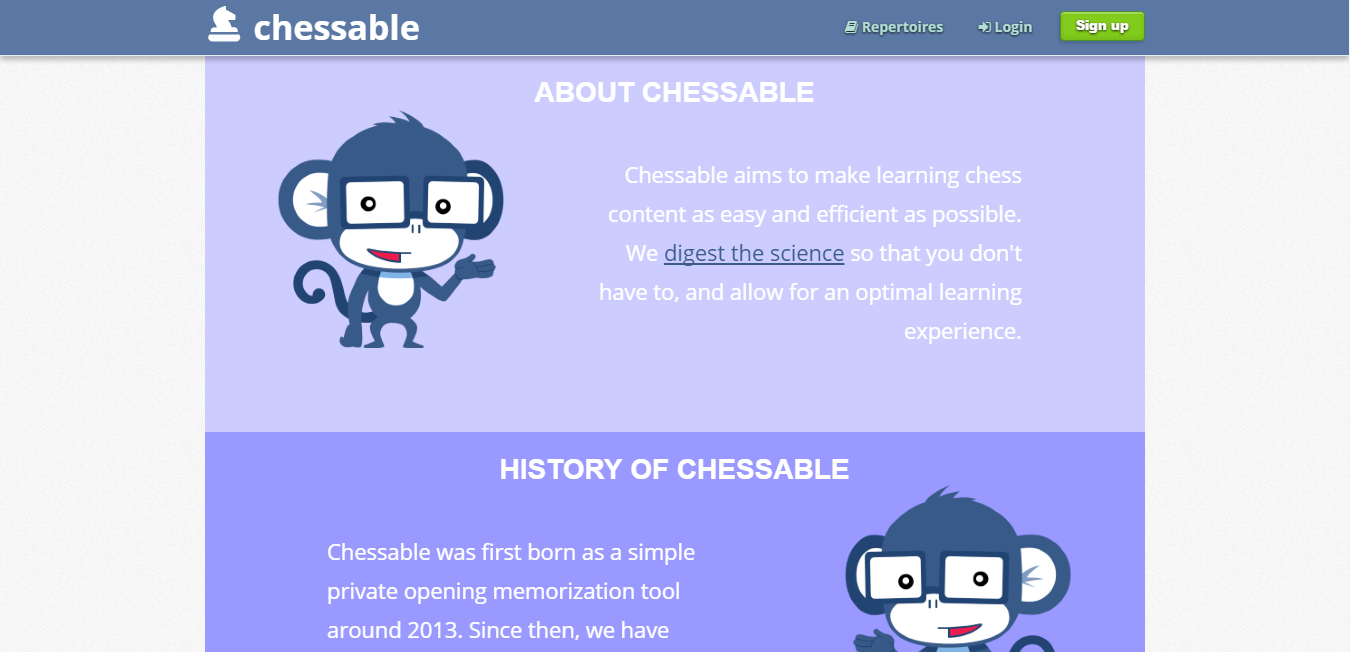 chessable
Repertoires
Login
Sign up
ABOUT CHESSABLE
Chessable aims to make learning chess
content as easy and efficient as possible.
We digest the science so that you don't
have to, and allow for an optimal learning
experience.
HISTORY OF CHESSABLE
Chessable was first born as a simple
private opening memorization tool
around 2013. Since then, we have